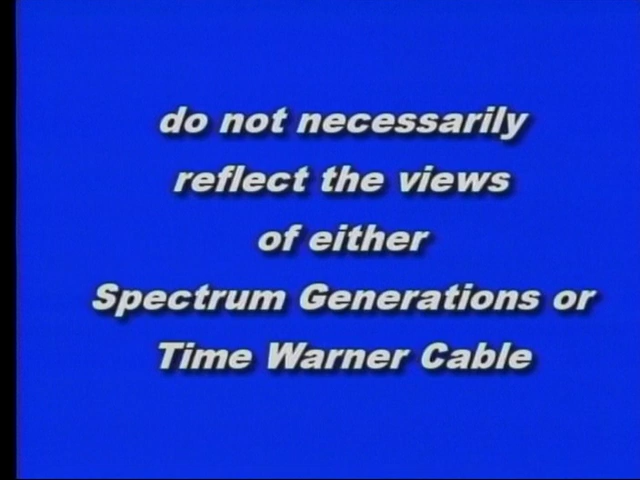 do not necessarily
reflect the views
of either
Spectrum Generations or
Time Warner Cable